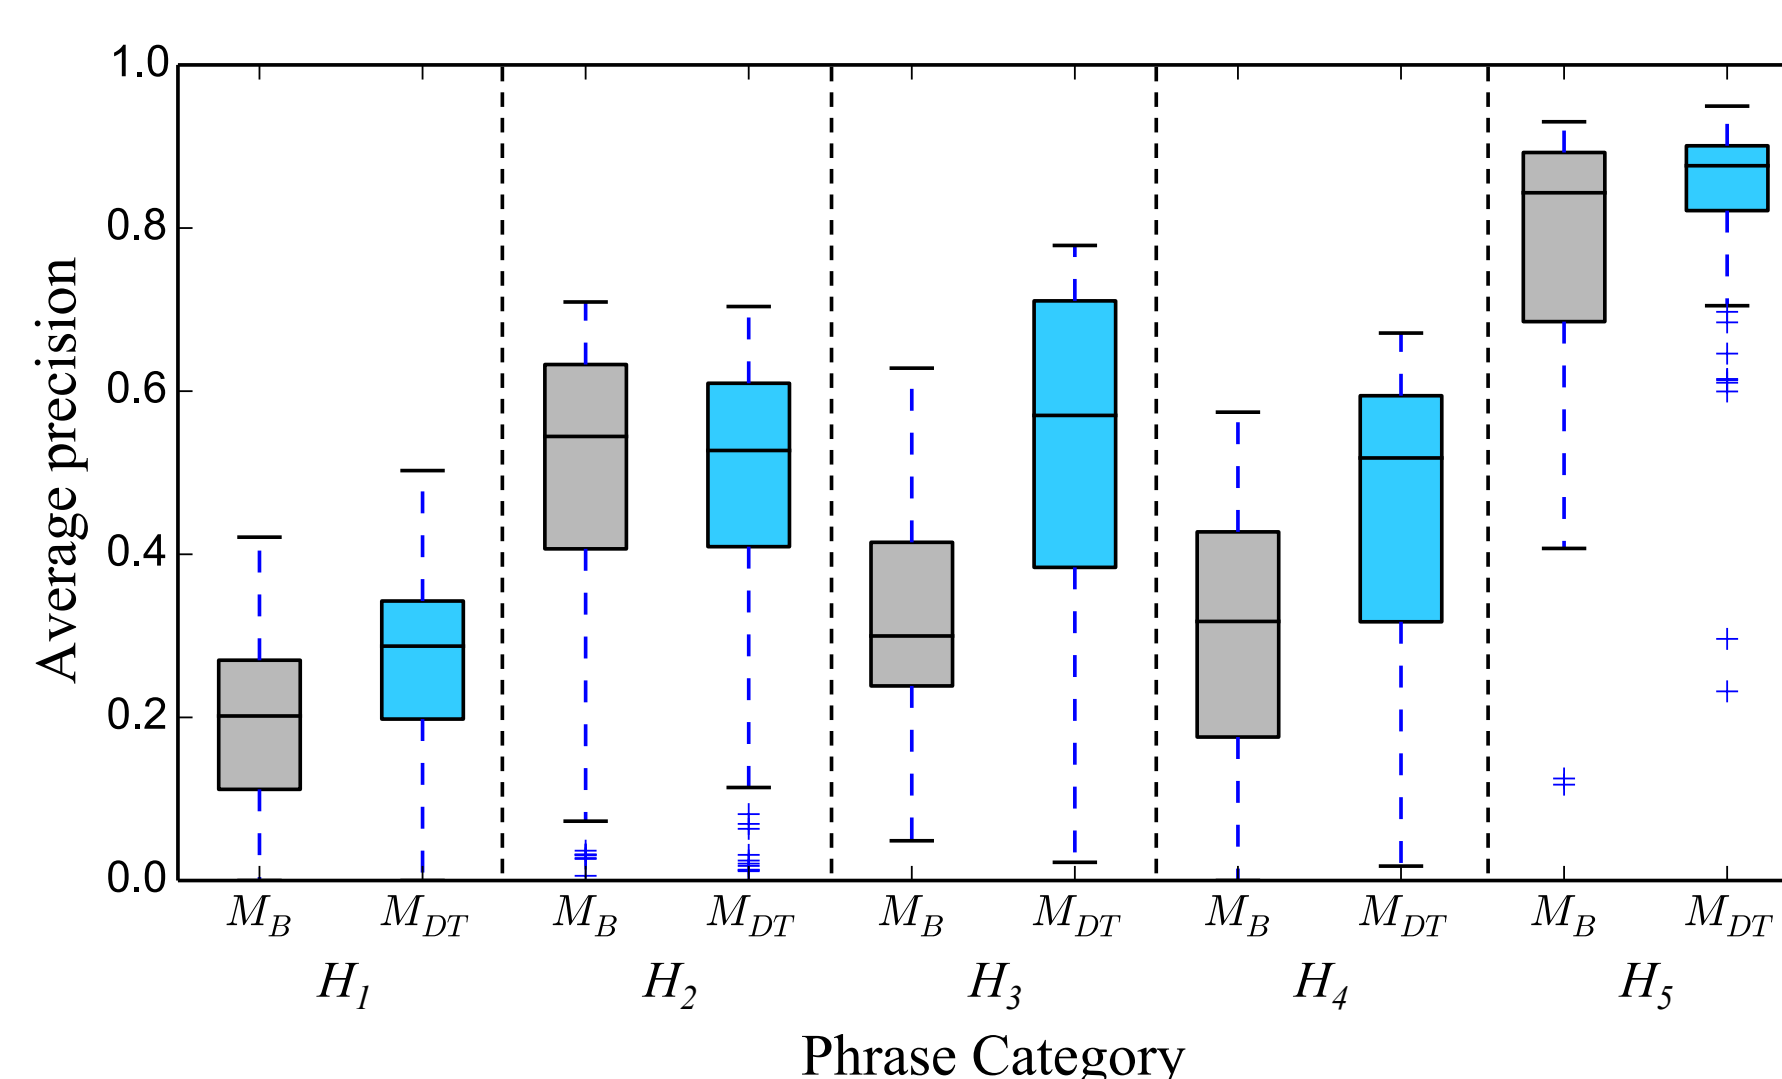 1.0
0.8
0.6
0.4
0.2
0.0
Average precision
M_B M_DT M_B M_DT M_B M_DT M_B M_DT M_B M_DT
H_1 H_2 H_3 H_4 H_5
Phrase Category